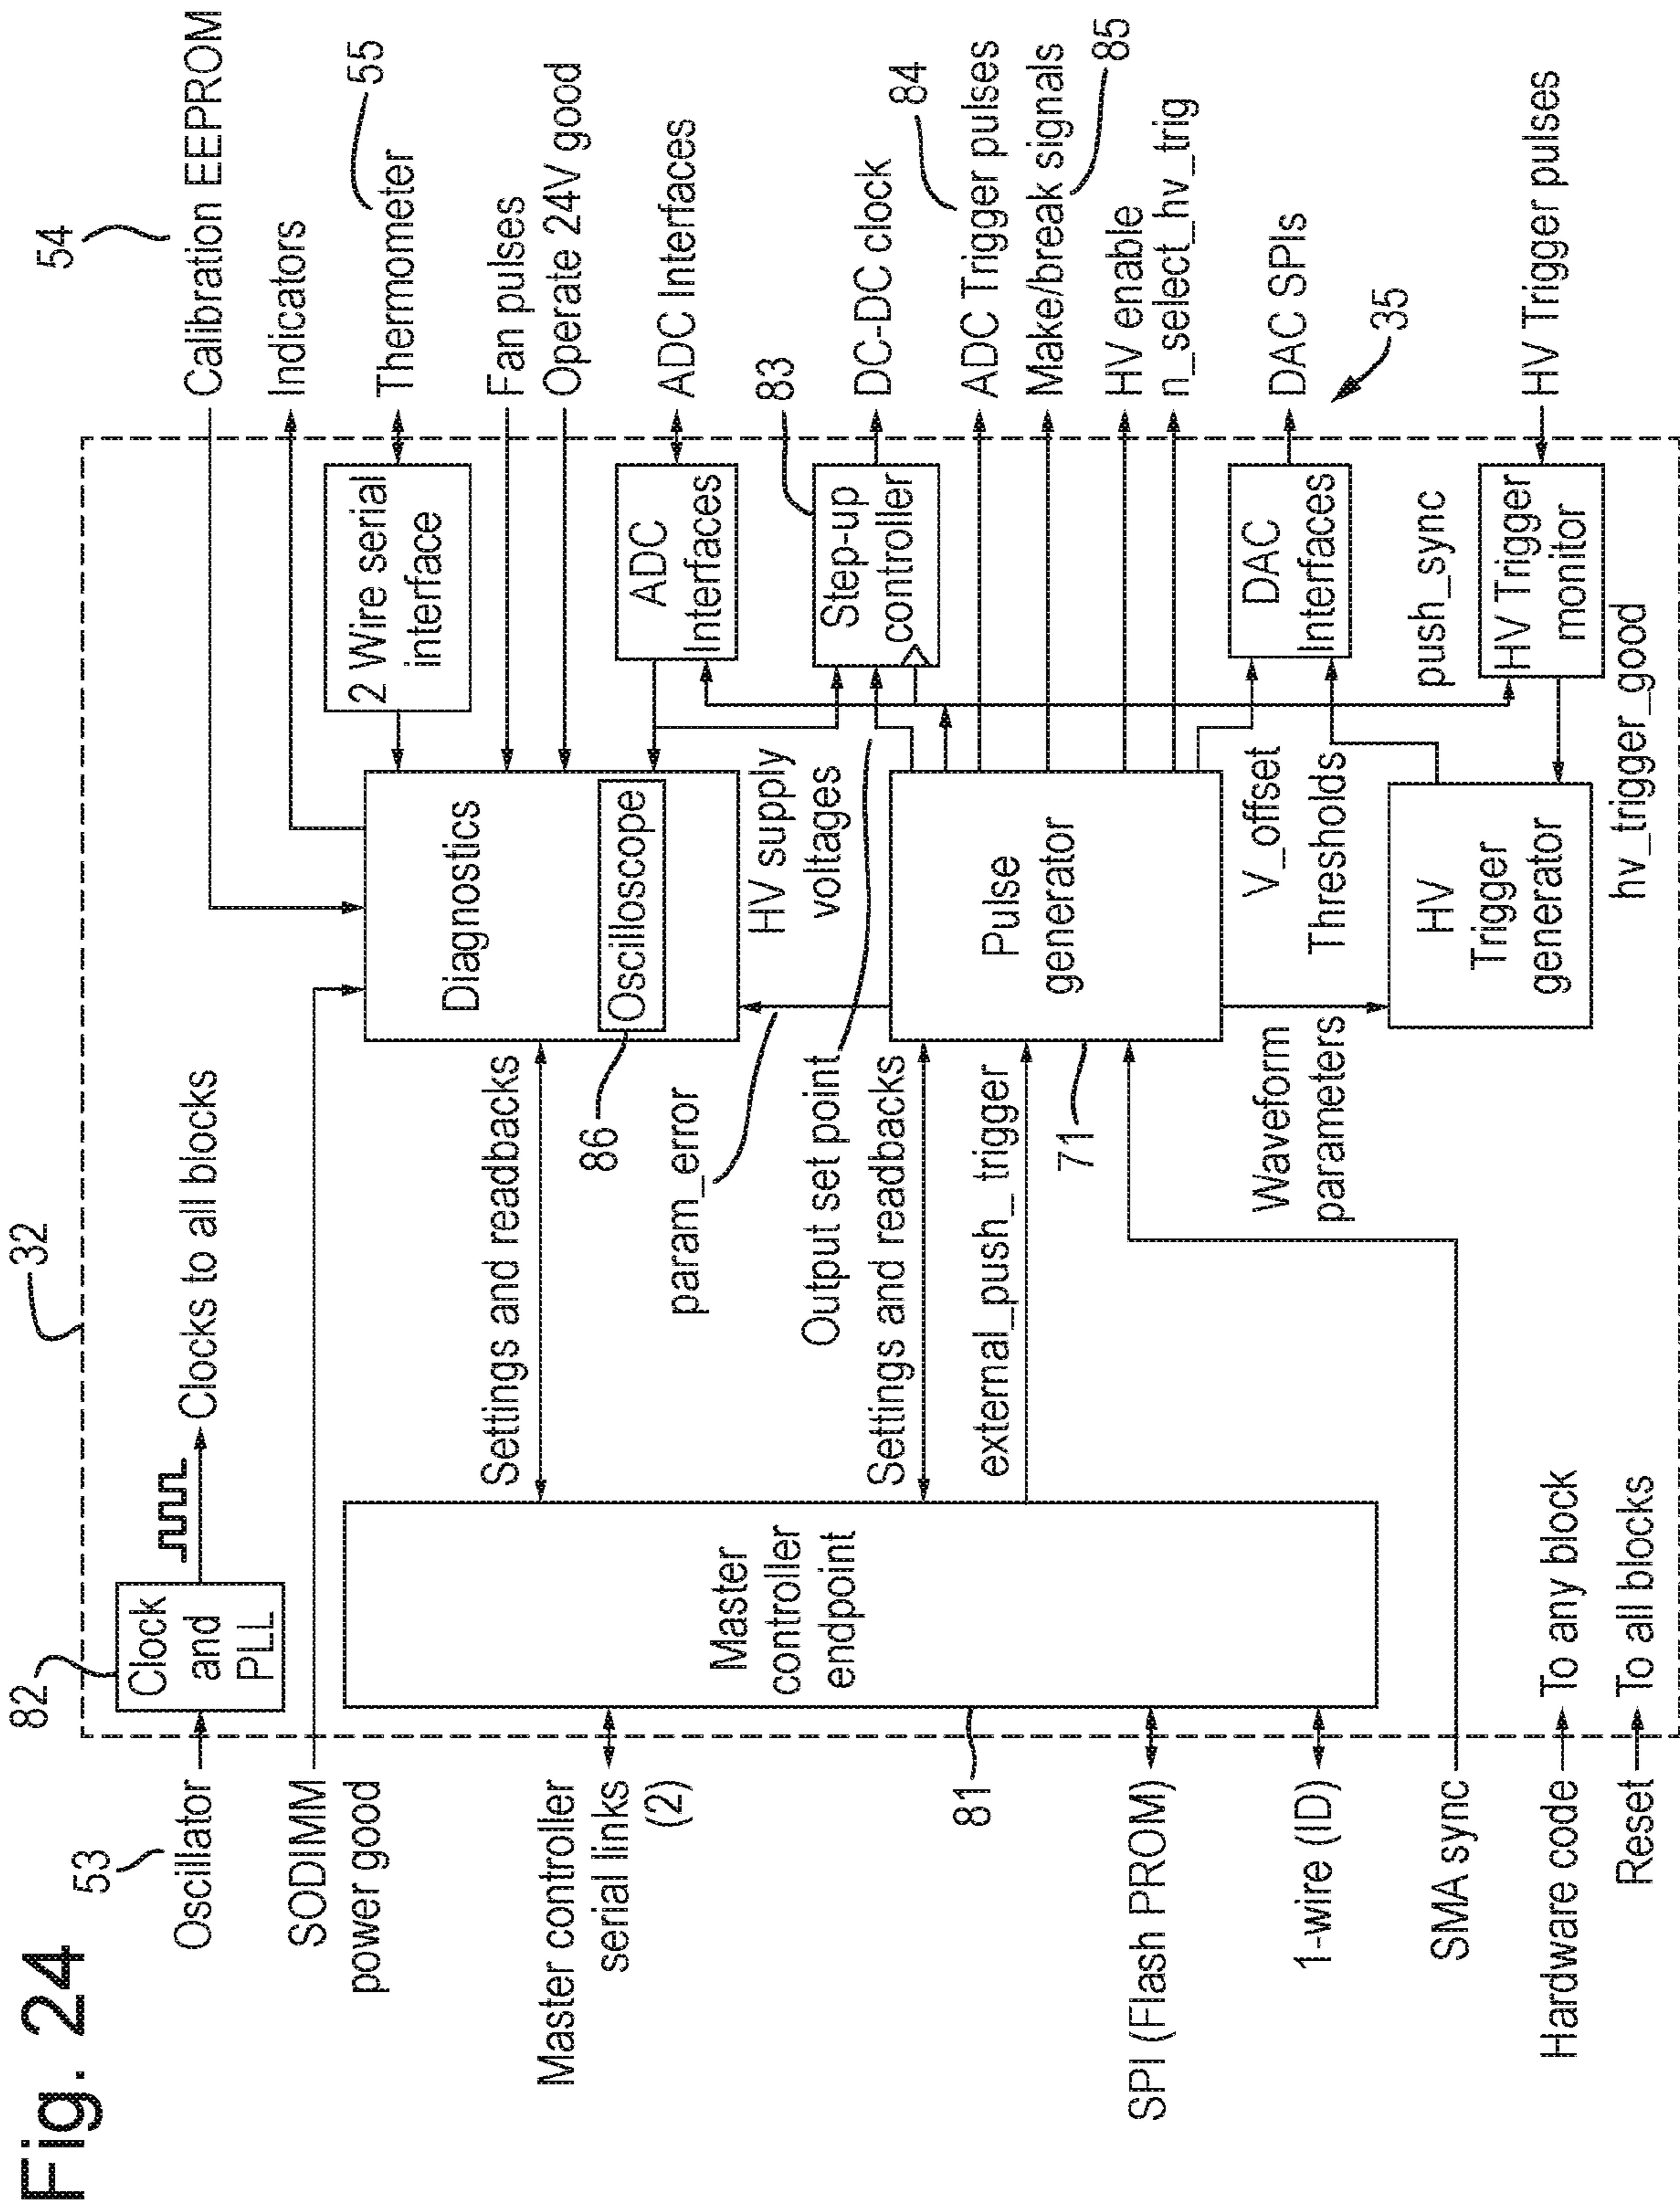 Fig. 24
32
53
Oscillator
82
Clock
and
PLL
Clocks to all blocks
54
Calibration EEPROM
SODIMM
power good
Indicators
2 Wire serial
interface
Thermometer
55
Diagnostics
Oscilloscope
86
Fan pulses
Operate 24V good
Master controller
serial links
(2)
Settings and readbacks
ADC
Interfaces
ADC Interfaces
param_error
HV supply
voltages
Output set point
Step-up
controller
83
DC-DC clock
Master
controller
endpoint
81
Settings and readbacks
external_push_trigger
Pulse
generator
71
84
ADC Trigger pulses
Make/break signals
85
HV enable
n_select_hv_trig
SPI (Flash PROM)
1-wire (ID)
SMA sync
Waveform
parameters
V_offset
Thresholds
DAC
Interfaces
DAC SPIs
35
push_sync
HV
Trigger
generator
HV Trigger
monitor
HV Trigger pulses
hv_trigger_good
Hardware code
To any block
Reset
To all blocks